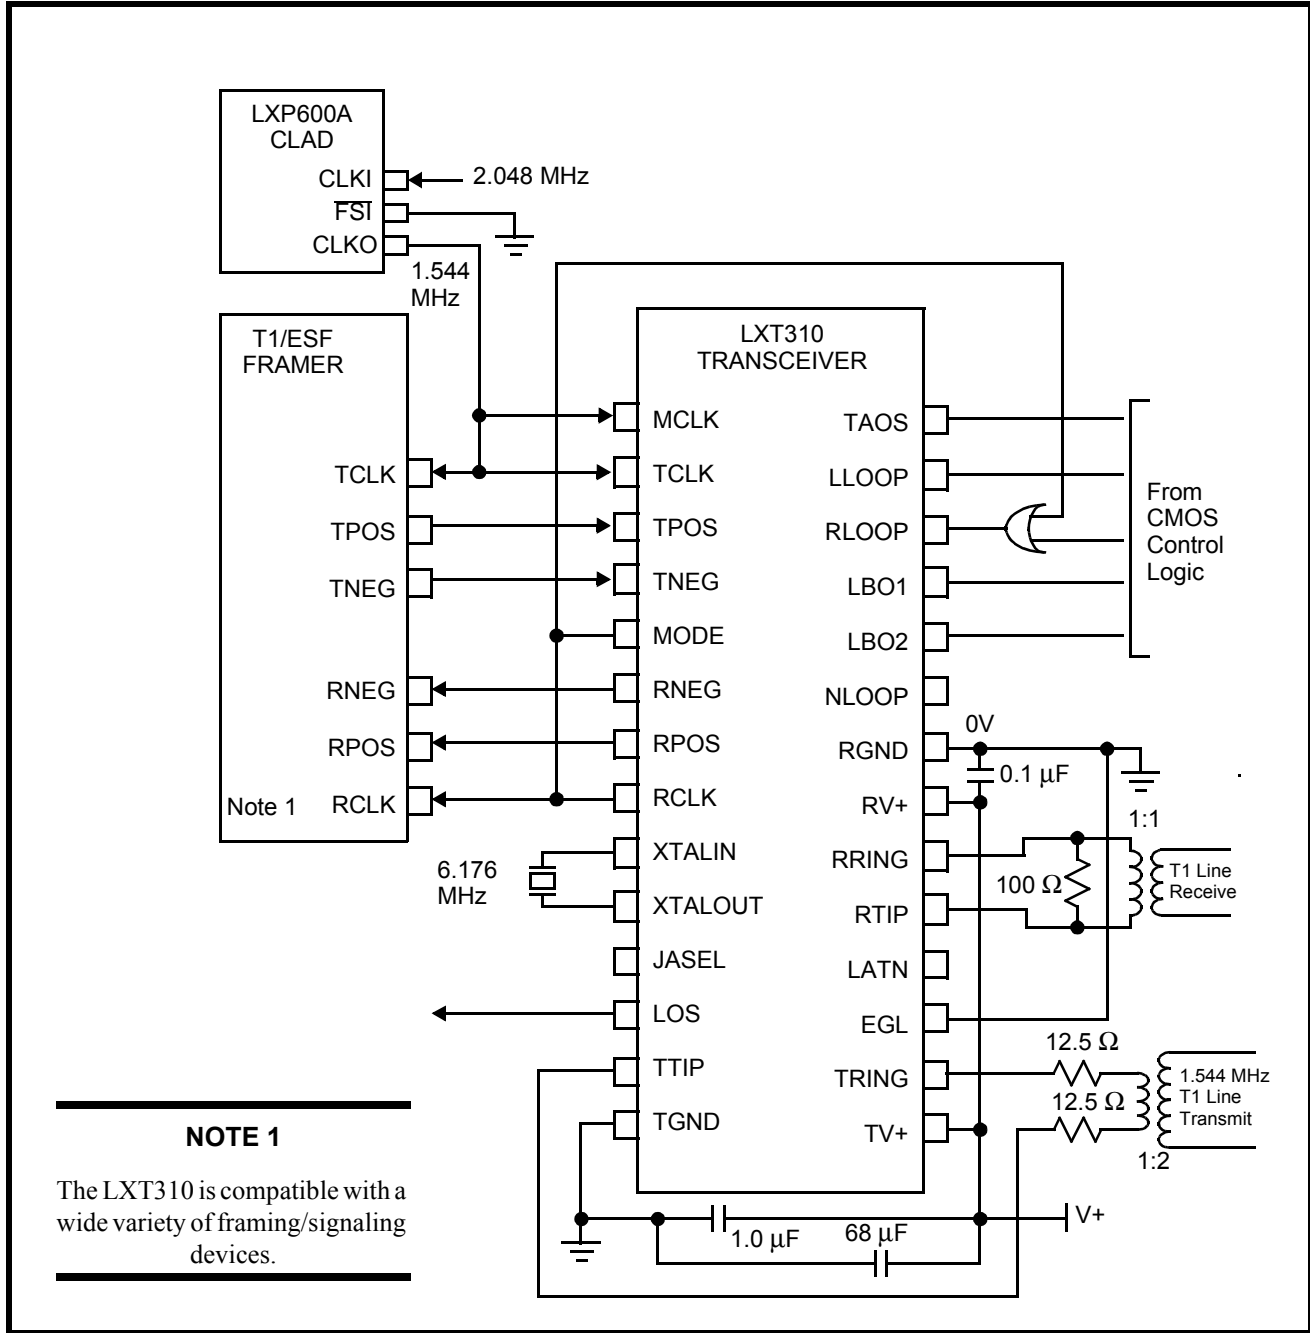 LXP600A
CLAD
CLKI
2.048 MHz
FSI
CLKO
1.544
MHz
T1/ESF
FRAMER
TCLK
TPOS
TNEG
RNEG
RPOS
Note 1
RCLK
LXT310
TRANSCEIVER
MCLK
TCLK
TPOS
TNEG
MODE
RNEG
RPOS
RCLK
XTALIN
XTALOUT
JASEL
LOS
TTIP
TGND
6.176
MHz
TAOS
LLOOP
RLOOP
LBO1
LBO2
NLOOP
RGND
RV+
RRING
RTIP
LATN
EGL
TRING
TV+
From
CMOS
Control
Logic
0V
0.1 µF
1:1
100 Ω
T1 Line
Receive
12.5 Ω
12.5 Ω
1.544 MHz
T1 Line
Transmit
1:2
V+
1.0 µF
68 µF
NOTE 1
The LXT310 is compatible with a
wide variety of framing/signaling
devices.